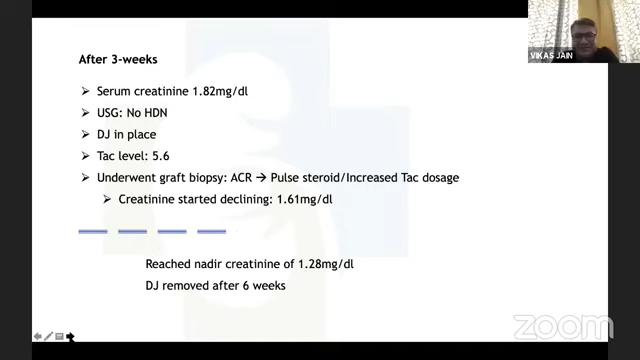 VIKAS JAIN
After 3-weeks
➢ Serum creatinine 1.82mg/dl
➢ USG: No HDN
➢ DJ in place
➢ Tac level: 5.6
➢ Underwent graft biopsy: ACR → Pulse steroid/Increased Tac dosage
➢ Creatinine started declining: 1.61mg/dl
Reached nadir creatinine of 1.28mg/dl
DJ removed after 6 weeks
zoom